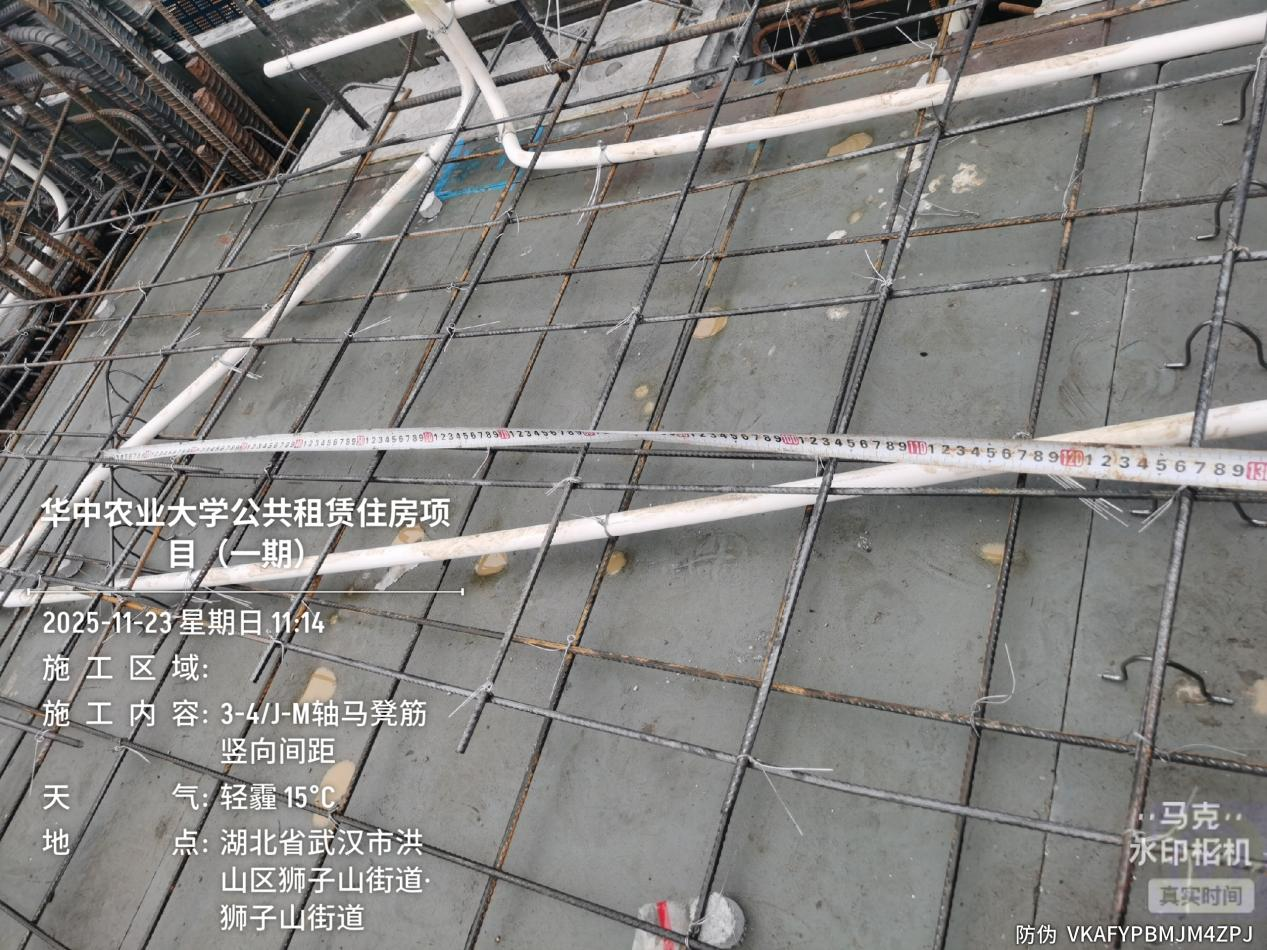 123456789110123456789120123456789130
华中农业大学公共租赁住房项
目（一期）
2025-11-23 星期日 11:14
施工区域:
施工内容: 3-4/J-M轴马凳筋
竖向间距
天气: 轻霾 15℃
地点: 湖北省武汉市洪
山区狮子山街道·
狮子山街道
马克
水印相机
真实时间
防伪 VKAFYPBMJM4ZPJ